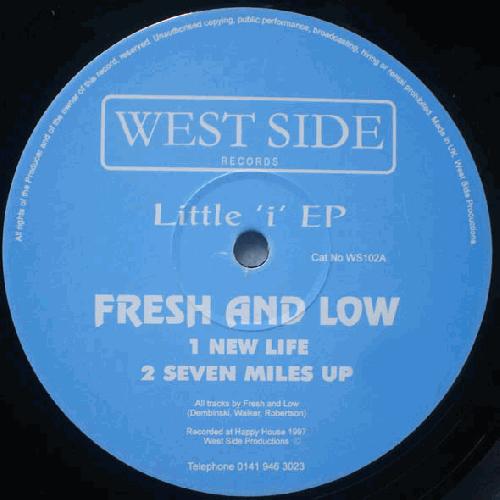 All rights of the Producer and of the owner of this record, reserved. Unauthorised copying, public performance, broadcasting, hiring or rental prohibited. Made in UK. West Side Productions.
WEST SIDE
RECORDS
Little 'i' EP
Cat No WS102A
FRESH AND LOW
1 NEW LIFE
2 SEVEN MILES UP
All tracks by Fresh and Low
(Dembinski, Walker, Robertson)
Recorded at Happy House 1997
West Side Productions ©
Telephone 0141 946 3023